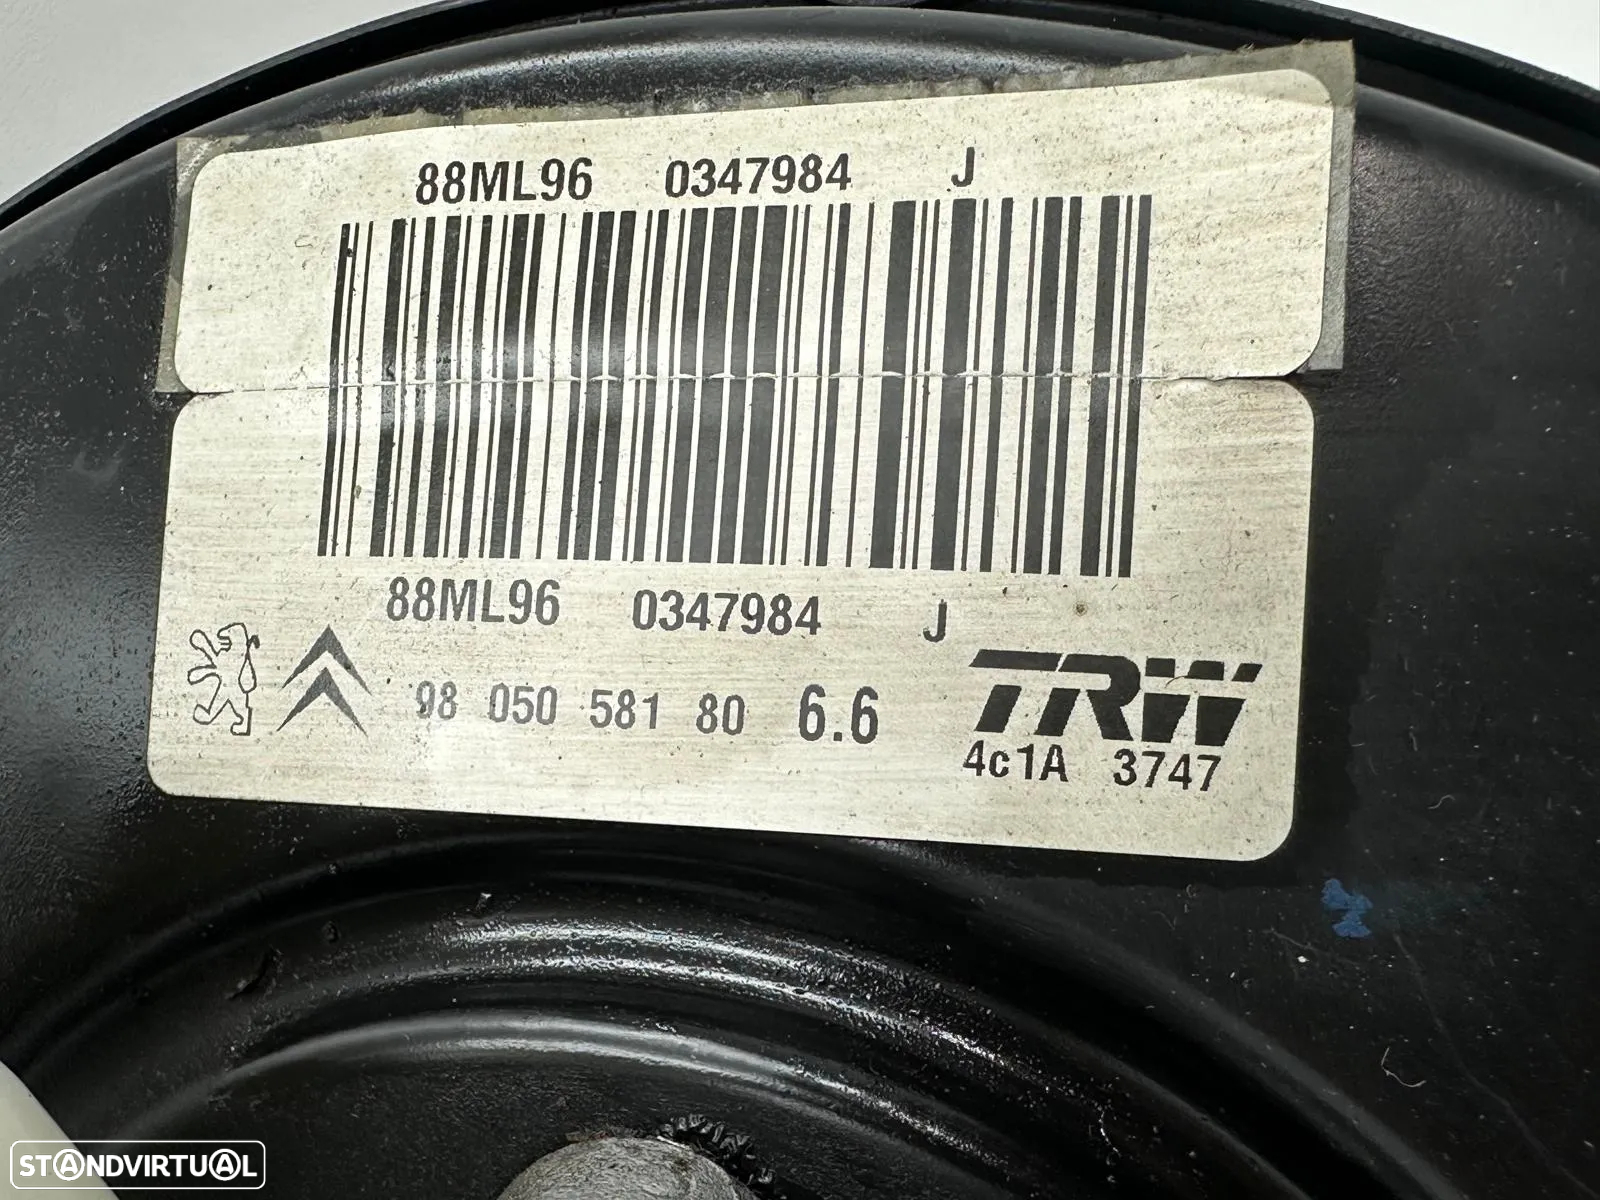 88ML96 0347984 J
88ML96 0347984 J
98 050 581 80 6.6 TRW
4c1A 3747
STANDVIRTUAL